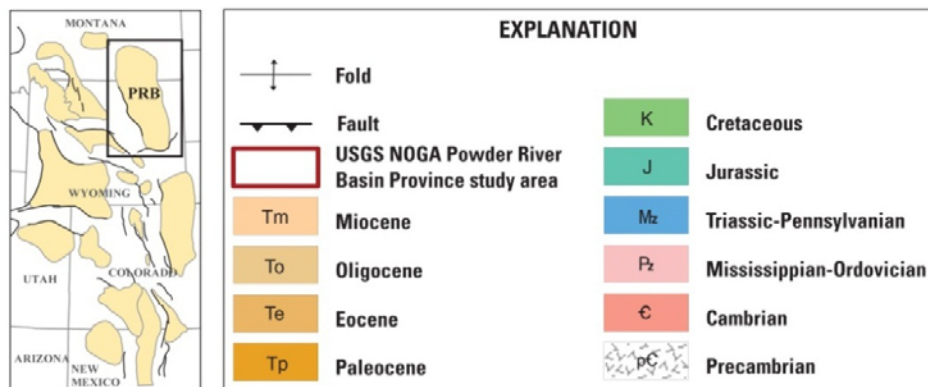 MONTANA
PRB
WYOMING
UTAH
COLORADO
ARIZONA
NEW
MEXICO
EXPLANATION
Fold
Fault
USGS NOGA Powder River
Basin Province study area
Tm Miocene
To Oligocene
Te Eocene
Tp Paleocene
K Cretaceous
J Jurassic
Mz Triassic-Pennsylvanian
Pz Mississippian-Ordovician
Є Cambrian
pЄ Precambrian